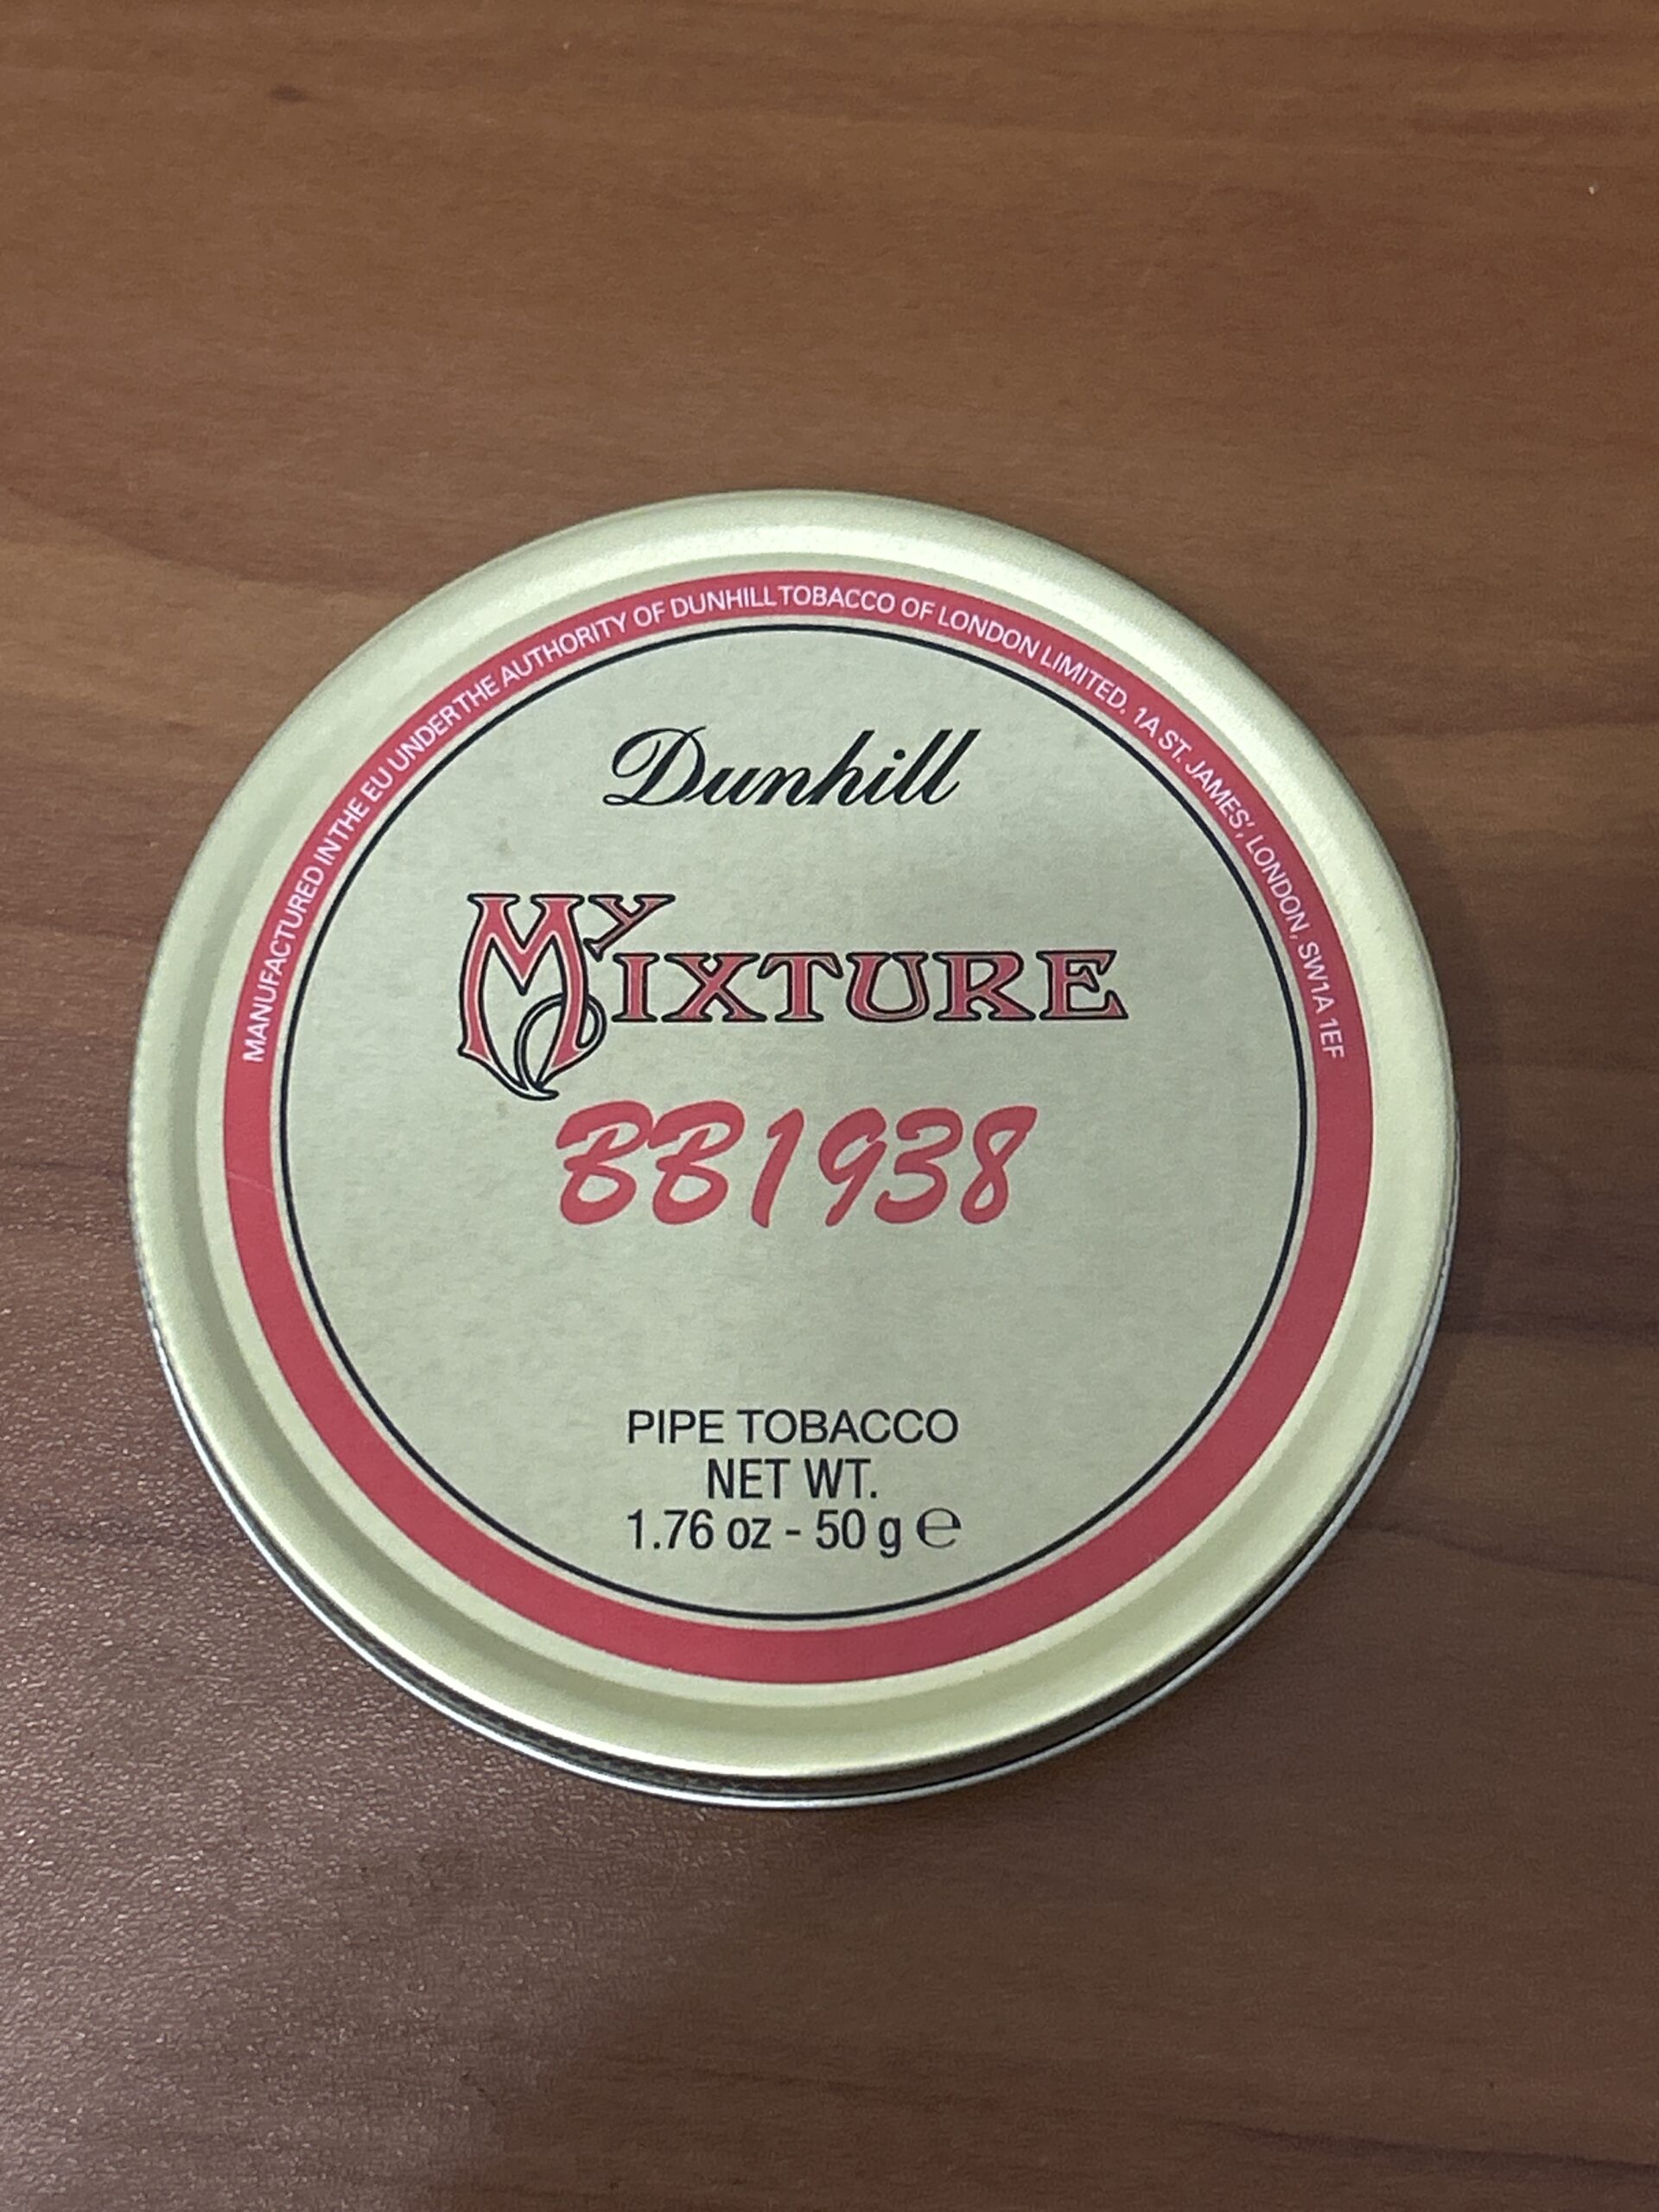 MANUFACTURED IN THE EU UNDER THE AUTHORITY OF DUNHILL TOBACCO OF LONDON LIMITED. 1A ST. JAMES', LONDON, SW1A 1EF
Dunhill
MY MIXTURE
BB1938
PIPE TOBACCO
NET WT.
1.76 oz - 50 g ℮